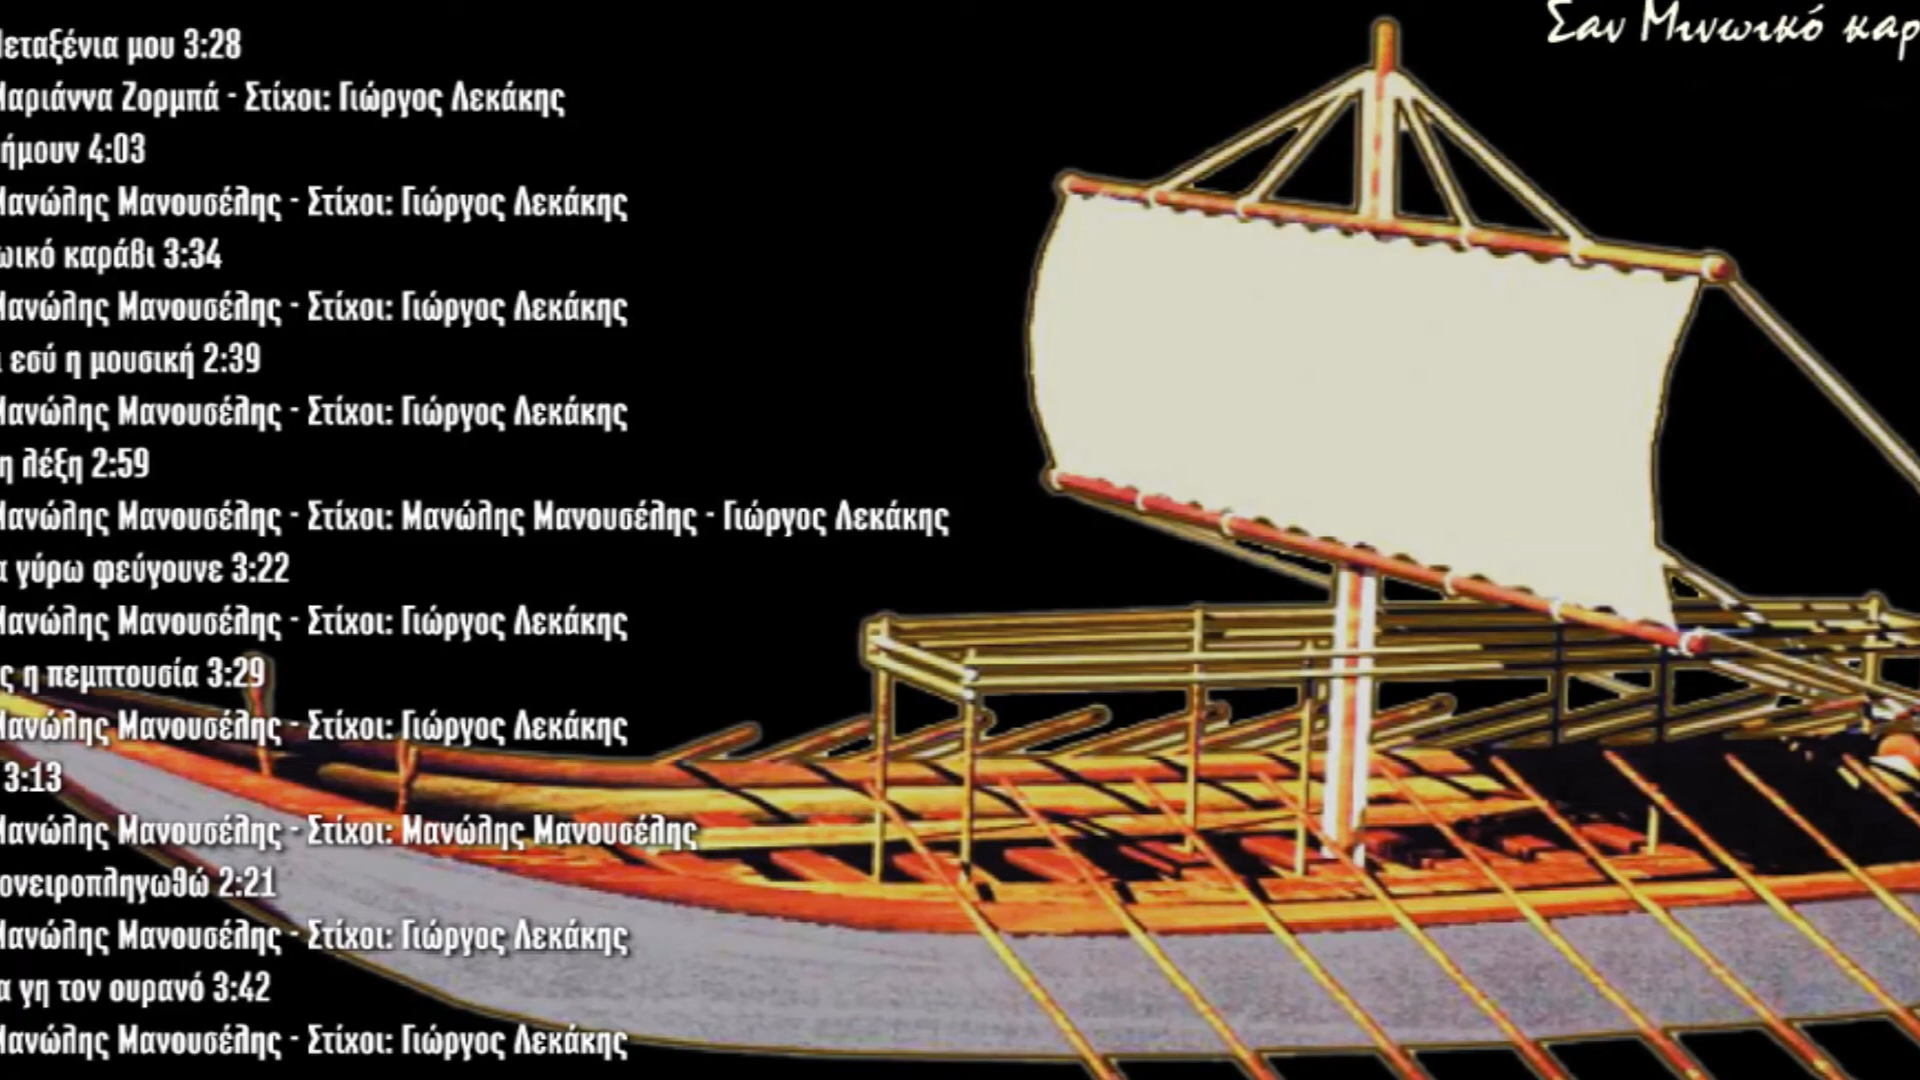 Μεταξένια μου 3:28
Μαριάννα Ζορμπά - Στίχοι: Γιώργος Λεκάκης
ήμουν 4:03
Μανώλης Μανουσέλης - Στίχοι: Γιώργος Λεκάκης
ωικό καράβι 3:34
Μανώλης Μανουσέλης - Στίχοι: Γιώργος Λεκάκης
εσύ η μουσική 2:39
Μανώλης Μανουσέλης - Στίχοι: Γιώργος Λεκάκης
η λέξη 2:59
Μανώλης Μανουσέλης - Στίχοι: Μανώλης Μανουσέλης - Γιώργος Λεκάκης
α γύρω φεύγουνε 3:22
Μανώλης Μανουσέλης - Στίχοι: Γιώργος Λεκάκης
ς η πεμπτουσία 3:29
Μανώλης Μανουσέλης - Στίχοι: Γιώργος Λεκάκης
3:13
Μανώλης Μανουσέλης - Στίχοι: Μανώλης Μανουσέλης
ονειροπληγωθώ 2:21
Μανώλης Μανουσέλης - Στίχοι: Γιώργος Λεκάκης
α γη τον ουρανό 3:42
Μανώλης Μανουσέλης - Στίχοι: Γιώργος Λεκάκης
Σαν Μινωικό καρ